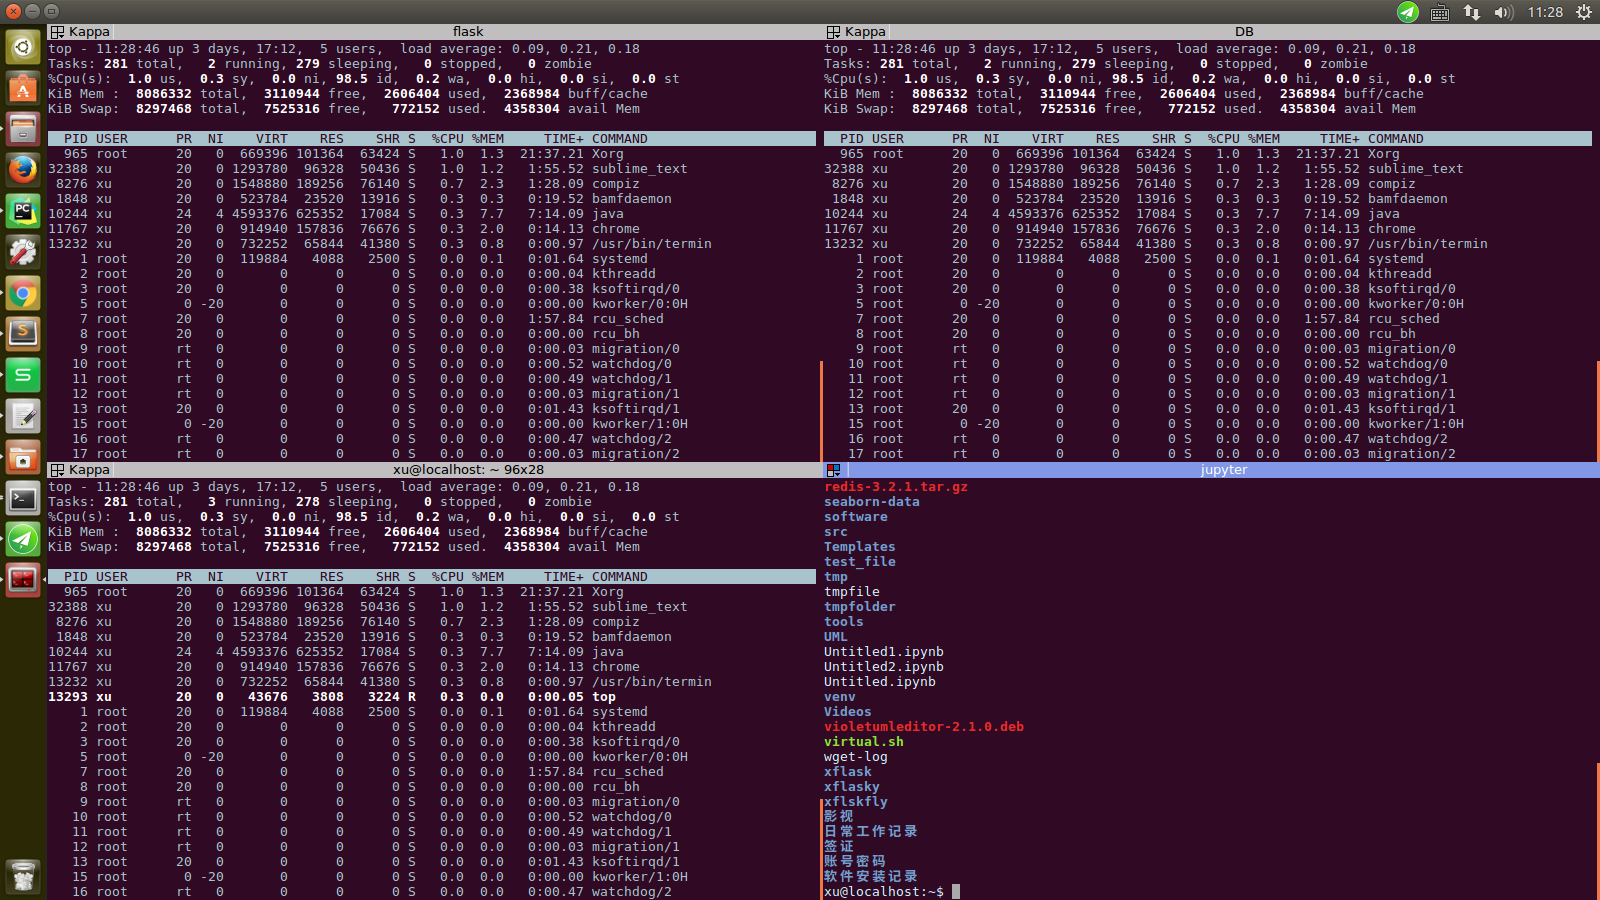 11:28
Kappa flask
top - 11:28:46 up 3 days, 17:12,  5 users,  load average: 0.09, 0.21, 0.18
Tasks: 281 total,   2 running, 279 sleeping,   0 stopped,   0 zombie
%Cpu(s):  1.0 us,  0.3 sy,  0.0 ni, 98.5 id,  0.2 wa,  0.0 hi,  0.0 si,  0.0 st
KiB Mem :  8086332 total,  3110944 free,  2606404 used,  2368984 buff/cache
KiB Swap:  8297468 total,  7525316 free,   772152 used.  4358304 avail Mem
PID USER PR NI VIRT RES SHR S %CPU %MEM TIME+ COMMAND
965 root 20 0 669396 101364 63424 S 1.0 1.3 21:37.21 Xorg
32388 xu 20 0 1293780 96328 50436 S 1.0 1.2 1:55.52 sublime_text
8276 xu 20 0 1548880 189256 76140 S 0.7 2.3 1:28.09 compiz
1848 xu 20 0 523784 23520 13916 S 0.3 0.3 0:19.52 bamfdaemon
10244 xu 24 4 4593376 625352 17084 S 0.3 7.7 7:14.09 java
11767 xu 20 0 914940 157836 76676 S 0.3 2.0 0:14.13 chrome
13232 xu 20 0 732252 65844 41380 S 0.3 0.8 0:00.97 /usr/bin/termin
1 root 20 0 119884 4088 2500 S 0.0 0.1 0:01.64 systemd
2 root 20 0 0 0 0 S 0.0 0.0 0:00.04 kthreadd
3 root 20 0 0 0 0 S 0.0 0.0 0:00.38 ksoftirqd/0
5 root 0 -20 0 0 0 S 0.0 0.0 0:00.00 kworker/0:0H
7 root 20 0 0 0 0 S 0.0 0.0 1:57.84 rcu_sched
8 root 20 0 0 0 0 S 0.0 0.0 0:00.00 rcu_bh
9 root rt 0 0 0 0 S 0.0 0.0 0:00.03 migration/0
10 root rt 0 0 0 0 S 0.0 0.0 0:00.52 watchdog/0
11 root rt 0 0 0 0 S 0.0 0.0 0:00.49 watchdog/1
12 root rt 0 0 0 0 S 0.0 0.0 0:00.03 migration/1
13 root 20 0 0 0 0 S 0.0 0.0 0:01.43 ksoftirqd/1
15 root 0 -20 0 0 0 S 0.0 0.0 0:00.00 kworker/1:0H
16 root rt 0 0 0 0 S 0.0 0.0 0:00.47 watchdog/2
17 root rt 0 0 0 0 S 0.0 0.0 0:00.03 migration/2
Kappa DB
top - 11:28:46 up 3 days, 17:12,  5 users,  load average: 0.09, 0.21, 0.18
Tasks: 281 total,   2 running, 279 sleeping,   0 stopped,   0 zombie
%Cpu(s):  1.0 us,  0.3 sy,  0.0 ni, 98.5 id,  0.2 wa,  0.0 hi,  0.0 si,  0.0 st
KiB Mem :  8086332 total,  3110944 free,  2606404 used,  2368984 buff/cache
KiB Swap:  8297468 total,  7525316 free,   772152 used.  4358304 avail Mem
PID USER PR NI VIRT RES SHR S %CPU %MEM TIME+ COMMAND
965 root 20 0 669396 101364 63424 S 1.0 1.3 21:37.21 Xorg
32388 xu 20 0 1293780 96328 50436 S 1.0 1.2 1:55.52 sublime_text
8276 xu 20 0 1548880 189256 76140 S 0.7 2.3 1:28.09 compiz
1848 xu 20 0 523784 23520 13916 S 0.3 0.3 0:19.52 bamfdaemon
10244 xu 24 4 4593376 625352 17084 S 0.3 7.7 7:14.09 java
11767 xu 20 0 914940 157836 76676 S 0.3 2.0 0:14.13 chrome
13232 xu 20 0 732252 65844 41380 S 0.3 0.8 0:00.97 /usr/bin/termin
1 root 20 0 119884 4088 2500 S 0.0 0.1 0:01.64 systemd
2 root 20 0 0 0 0 S 0.0 0.0 0:00.04 kthreadd
3 root 20 0 0 0 0 S 0.0 0.0 0:00.38 ksoftirqd/0
5 root 0 -20 0 0 0 S 0.0 0.0 0:00.00 kworker/0:0H
7 root 20 0 0 0 0 S 0.0 0.0 1:57.84 rcu_sched
8 root 20 0 0 0 0 S 0.0 0.0 0:00.00 rcu_bh
9 root rt 0 0 0 0 S 0.0 0.0 0:00.03 migration/0
10 root rt 0 0 0 0 S 0.0 0.0 0:00.52 watchdog/0
11 root rt 0 0 0 0 S 0.0 0.0 0:00.49 watchdog/1
12 root rt 0 0 0 0 S 0.0 0.0 0:00.03 migration/1
13 root 20 0 0 0 0 S 0.0 0.0 0:01.43 ksoftirqd/1
15 root 0 -20 0 0 0 S 0.0 0.0 0:00.00 kworker/1:0H
16 root rt 0 0 0 0 S 0.0 0.0 0:00.47 watchdog/2
17 root rt 0 0 0 0 S 0.0 0.0 0:00.03 migration/2
Kappa xu@localhost: ~ 96x28
top - 11:28:46 up 3 days, 17:12,  5 users,  load average: 0.09, 0.21, 0.18
Tasks: 281 total,   3 running, 278 sleeping,   0 stopped,   0 zombie
%Cpu(s):  1.0 us,  0.3 sy,  0.0 ni, 98.5 id,  0.2 wa,  0.0 hi,  0.0 si,  0.0 st
KiB Mem :  8086332 total,  3110944 free,  2606404 used,  2368984 buff/cache
KiB Swap:  8297468 total,  7525316 free,   772152 used.  4358304 avail Mem
PID USER PR NI VIRT RES SHR S %CPU %MEM TIME+ COMMAND
965 root 20 0 669396 101364 63424 S 1.0 1.3 21:37.21 Xorg
32388 xu 20 0 1293780 96328 50436 S 1.0 1.2 1:55.52 sublime_text
8276 xu 20 0 1548880 189256 76140 S 0.7 2.3 1:28.09 compiz
1848 xu 20 0 523784 23520 13916 S 0.3 0.3 0:19.52 bamfdaemon
10244 xu 24 4 4593376 625352 17084 S 0.3 7.7 7:14.09 java
11767 xu 20 0 914940 157836 76676 S 0.3 2.0 0:14.13 chrome
13232 xu 20 0 732252 65844 41380 S 0.3 0.8 0:00.97 /usr/bin/termin
13293 xu 20 0 43676 3808 3224 R 0.3 0.0 0:00.05 top
1 root 20 0 119884 4088 2500 S 0.0 0.1 0:01.64 systemd
2 root 20 0 0 0 0 S 0.0 0.0 0:00.04 kthreadd
3 root 20 0 0 0 0 S 0.0 0.0 0:00.38 ksoftirqd/0
5 root 0 -20 0 0 0 S 0.0 0.0 0:00.00 kworker/0:0H
7 root 20 0 0 0 0 S 0.0 0.0 1:57.84 rcu_sched
8 root 20 0 0 0 0 S 0.0 0.0 0:00.00 rcu_bh
9 root rt 0 0 0 0 S 0.0 0.0 0:00.03 migration/0
10 root rt 0 0 0 0 S 0.0 0.0 0:00.52 watchdog/0
11 root rt 0 0 0 0 S 0.0 0.0 0:00.49 watchdog/1
12 root rt 0 0 0 0 S 0.0 0.0 0:00.03 migration/1
13 root 20 0 0 0 0 S 0.0 0.0 0:01.43 ksoftirqd/1
15 root 0 -20 0 0 0 S 0.0 0.0 0:00.00 kworker/1:0H
16 root rt 0 0 0 0 S 0.0 0.0 0:00.47 watchdog/2
jupyter
redis-3.2.1.tar.gz
seaborn-data
software
src
Templates
test_file
tmp
tmpfile
tmpfolder
tools
UML
Untitled1.ipynb
Untitled2.ipynb
Untitled.ipynb
venv
Videos
violetumleditor-2.1.0.deb
virtual.sh
wget-log
xflask
xflasky
xflskfly
影视
日常工作记录
签证
账号密码
软件安装记录
xu@localhost:~$